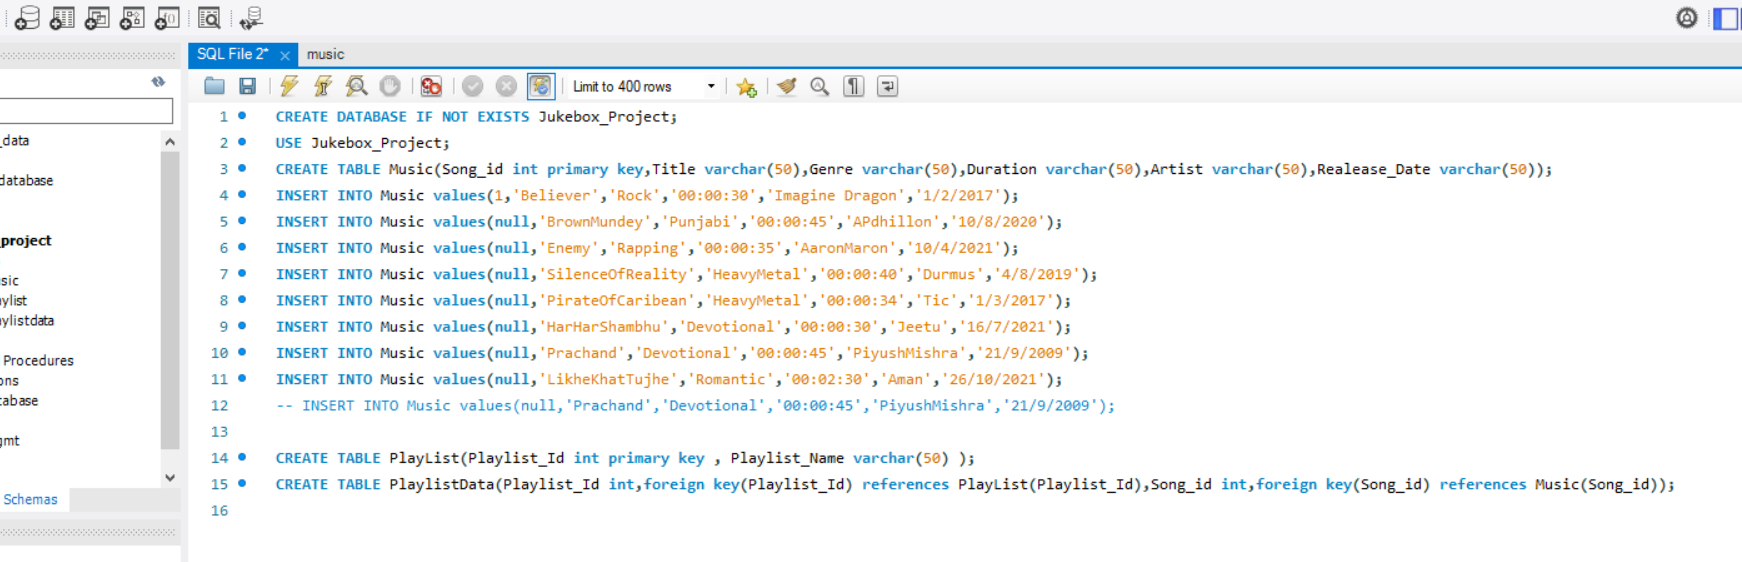 SQL File 2*
music
Limit to 400 rows
_data
database
_project
sic
ylist
ylistdata
Procedures
ons
tabase
gmt
Schemas
1 CREATE DATABASE IF NOT EXISTS Jukebox_Project;
2 USE Jukebox_Project;
3 CREATE TABLE Music(Song_id int primary key,Title varchar(50),Genre varchar(50),Duration varchar(50),Artist varchar(50),Realease_Date varchar(50));
4 INSERT INTO Music values(1,'Believer','Rock','00:00:30','Imagine Dragon','1/2/2017');
5 INSERT INTO Music values(null,'BrownMundey','Punjabi','00:00:45','APdhillon','10/8/2020');
6 INSERT INTO Music values(null,'Enemy','Rapping','00:00:35','AaronMaron','10/4/2021');
7 INSERT INTO Music values(null,'SilenceOfReality','HeavyMetal','00:00:40','Durmus','4/8/2019');
8 INSERT INTO Music values(null,'PirateOfCaribean','HeavyMetal','00:00:34','Tic','1/3/2017');
9 INSERT INTO Music values(null,'HarHarShambhu','Devotional','00:00:30','Jeetu','16/7/2021');
10 INSERT INTO Music values(null,'Prachand','Devotional','00:00:45','PiyushMishra','21/9/2009');
11 INSERT INTO Music values(null,'LikheKhatTujhe','Romantic','00:02:30','Aman','26/10/2021');
12 -- INSERT INTO Music values(null,'Prachand','Devotional','00:00:45','PiyushMishra','21/9/2009');
13
14 CREATE TABLE PlayList(Playlist_Id int primary key , Playlist_Name varchar(50) );
15 CREATE TABLE PlaylistData(Playlist_Id int,foreign key(Playlist_Id) references PlayList(Playlist_Id),Song_id int,foreign key(Song_id) references Music(Song_id));
16